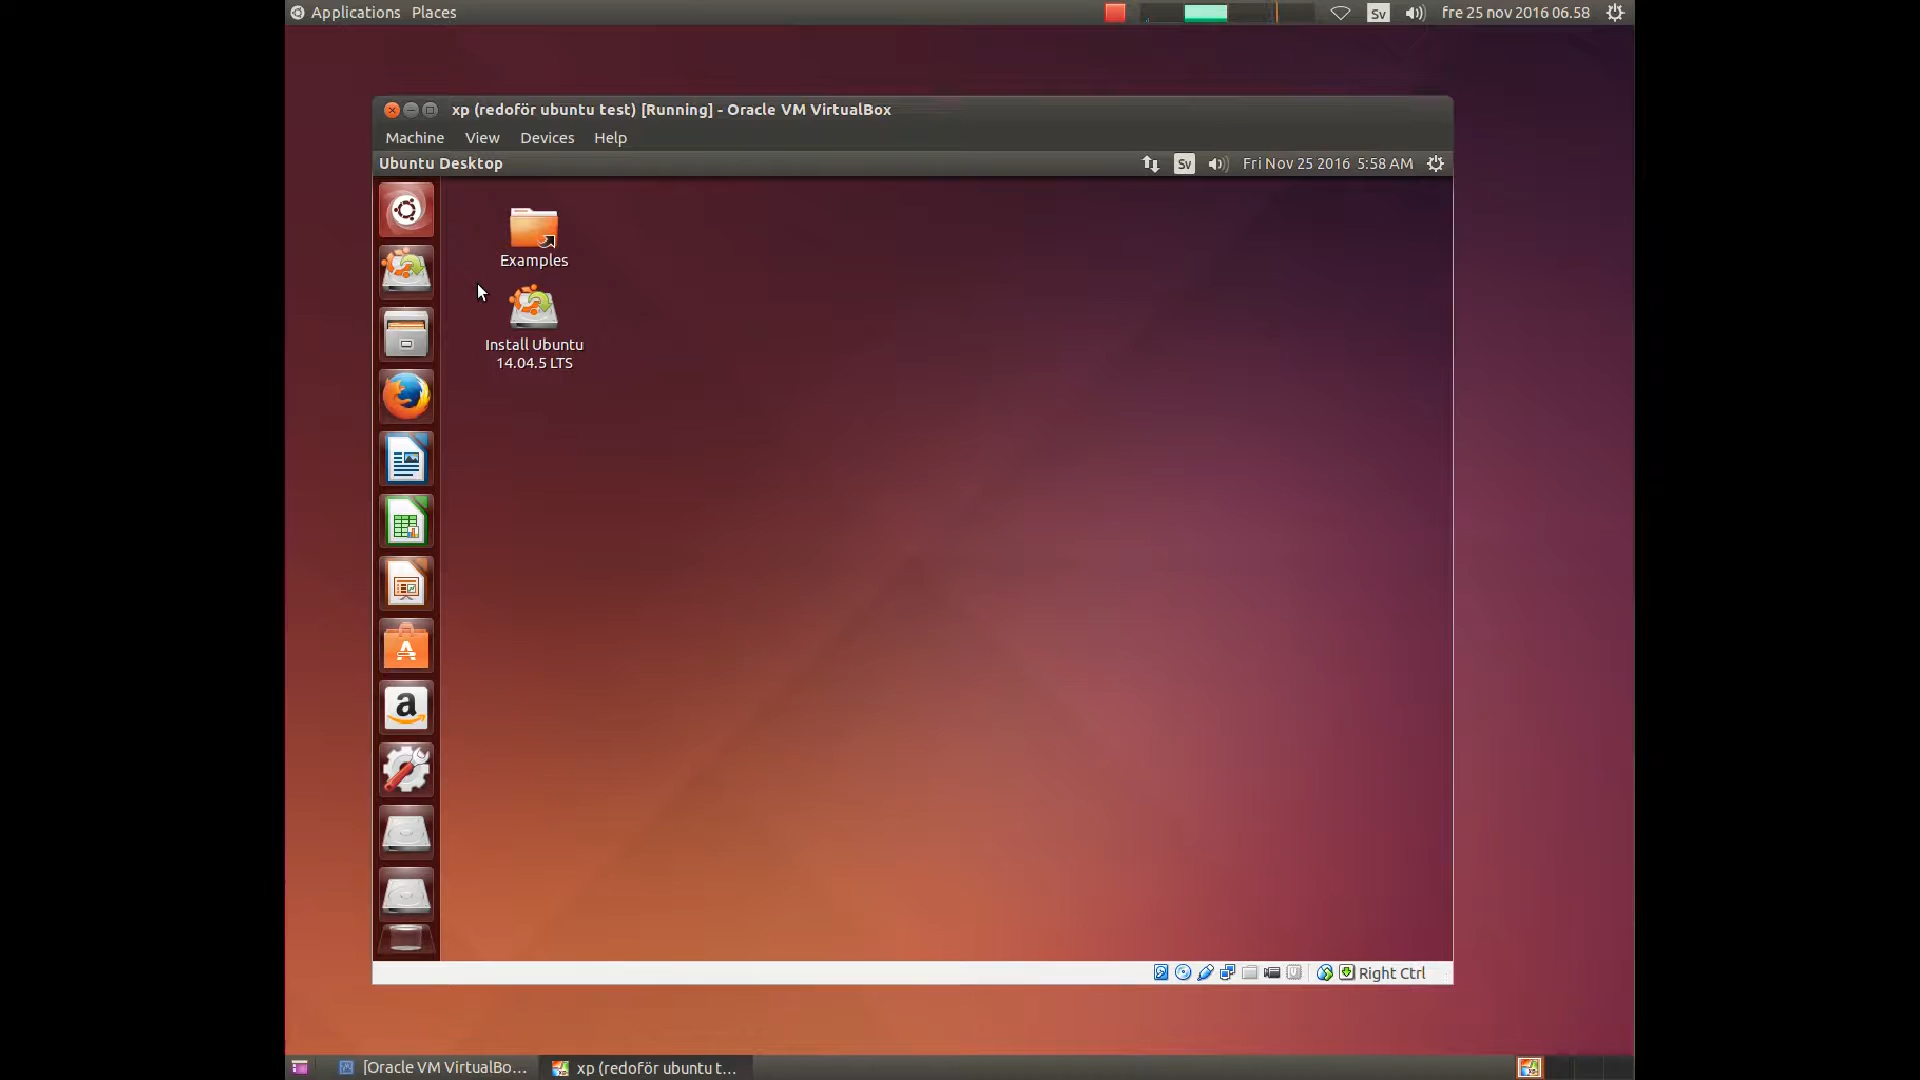 Applications Places
Sv fre 25 nov 2016 06.58
xp (redoför ubuntu test) [Running] - Oracle VM VirtualBox
Machine View Devices Help
Ubuntu Desktop
Sv Fri Nov 25 2016 5:58 AM
Examples
Install Ubuntu
14.04.5 LTS
a
Right Ctrl
[Oracle VM VirtualBo...
xp (redoför ubuntu t...